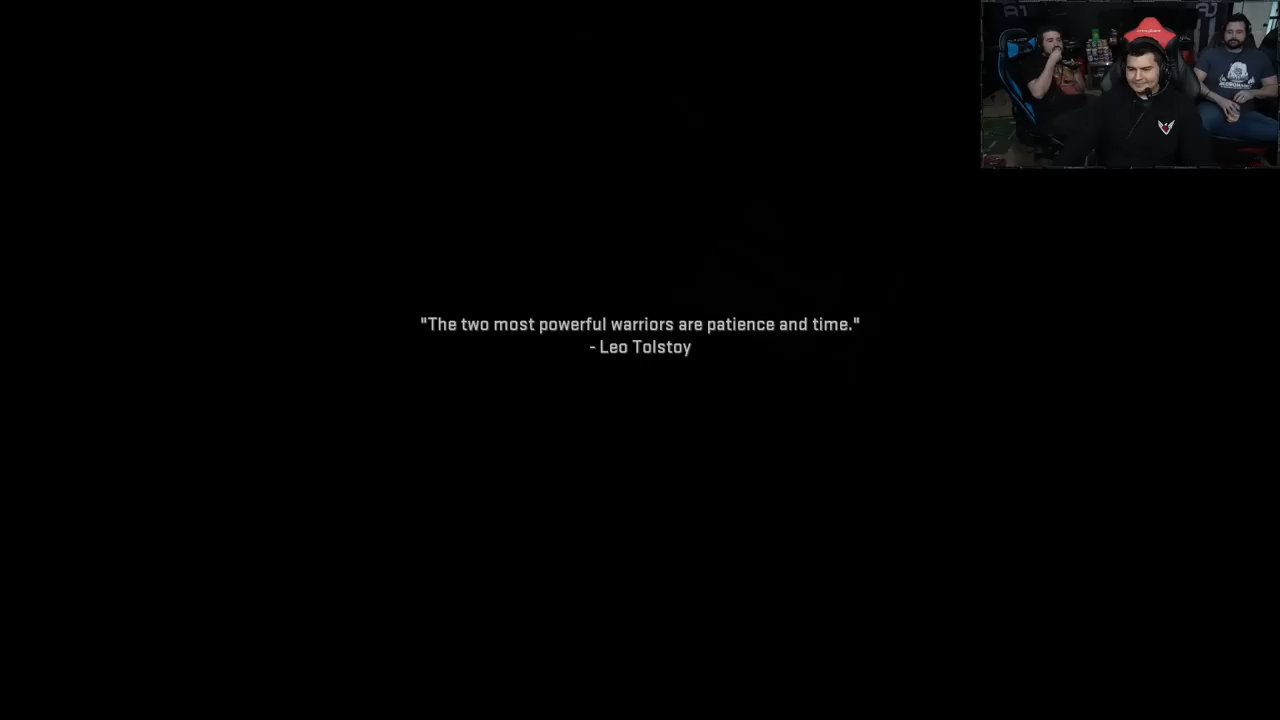 "The two most powerful warriors are patience and time."
- Leo Tolstoy